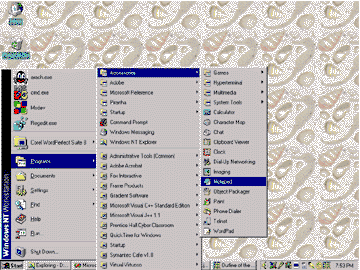 wscch.exe
cmd.exe
Modem
Regedit.exe
Corel WordPerfect Suite 8
Programs
Documents
Settings
Find
Help
Run...
Shut Down...
Windows NT Workstation
Accessories
Adobe
Microsoft Reference
Piranha
Startup
Command Prompt
Windows Messaging
Windows NT Explorer
Administrative Tools (Common)
Adobe Acrobat
Fax Interactive
Frame Products
Gradient Software
Microsoft Visual C++ Standard Edition
Microsoft Visual J++ 1.1
Prentice Hall Cyber Classroom
QuickTime for Windows
Startup
Symantec Cafe v1.8
Virtual Virtuoso
Games
Hyperterminal
Multimedia
System Tools
Calculator
Character Map
Chat
Clipboard Viewer
Clock
Dial-Up Networking
Imaging
Notepad
Object Packager
Paint
Phone Dialer
Telnet
WordPad
Start
Exploring - D:
Micros
Outline of the
7:53 PM